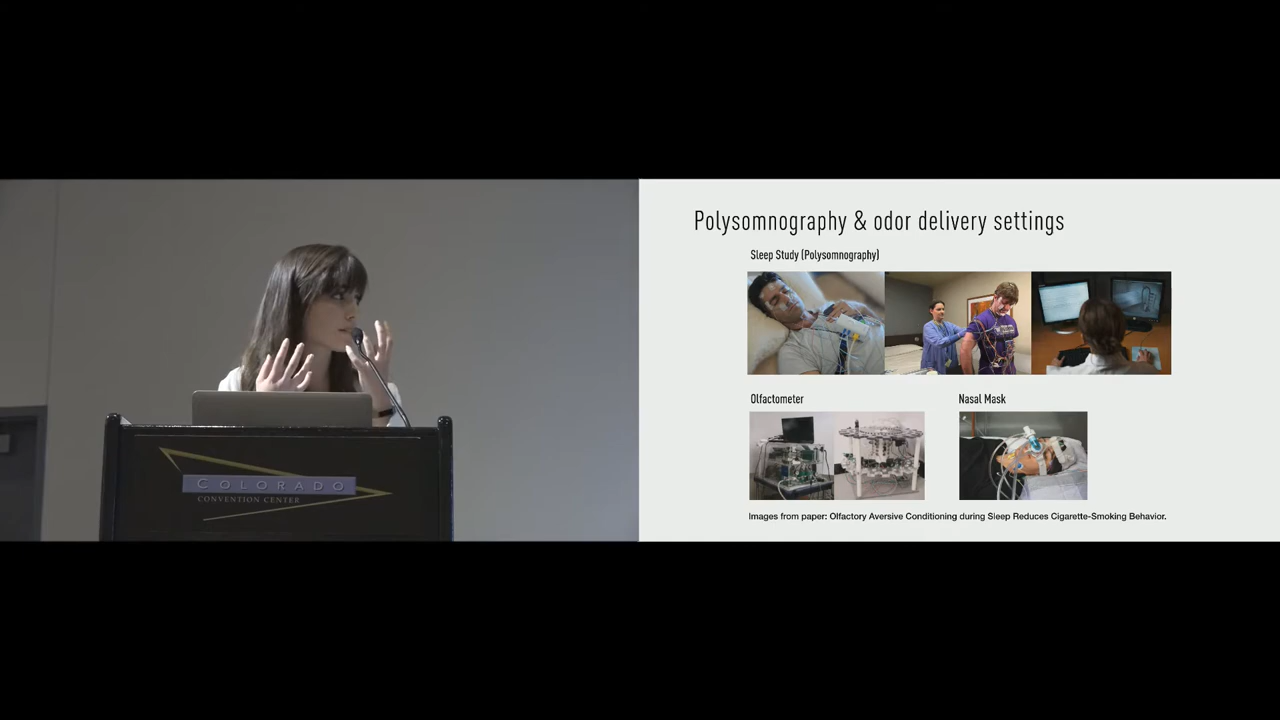 COLORADO
CONVENTION CENTER
Polysomnography & odor delivery settings
Sleep Study (Polysomnography)
Olfactometer
Nasal Mask
Images from paper: Olfactory Aversive Conditioning during Sleep Reduces Cigarette-Smoking Behavior.